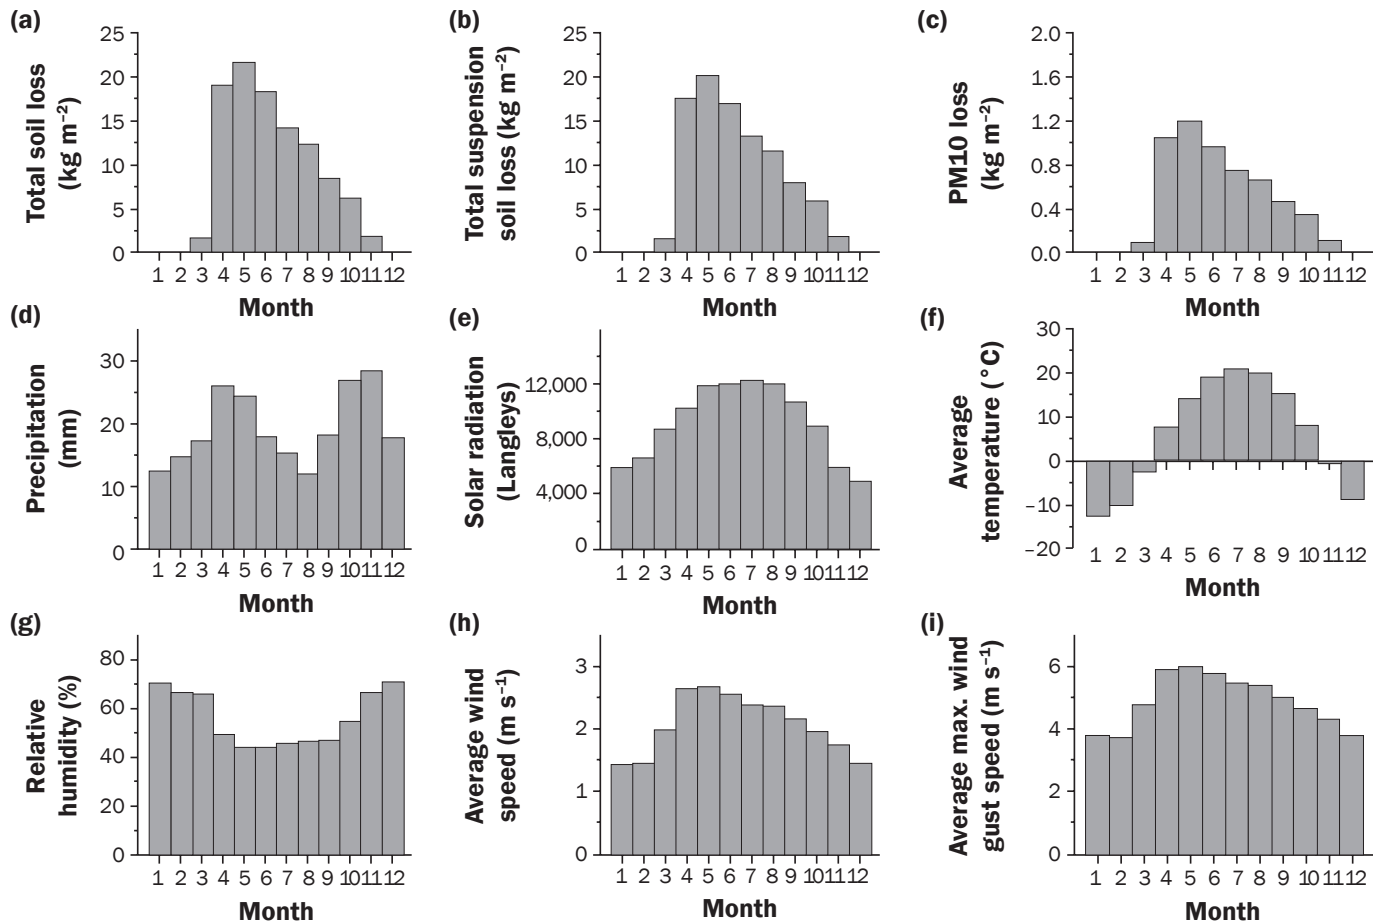 (a)
Total soil loss
(kg m⁻²)
25
20
15
10
5
0
1 2 3 4 5 6 7 8 9 10 11 12
Month
(b)
Total suspension
soil loss (kg m⁻²)
25
20
15
10
5
0
1 2 3 4 5 6 7 8 9 10 11 12
Month
(c)
PM10 loss
(kg m⁻²)
2.0
1.6
1.2
0.8
0.4
0.0
1 2 3 4 5 6 7 8 9 10 11 12
Month
(d)
Precipitation
(mm)
30
20
10
0
1 2 3 4 5 6 7 8 9 10 11 12
Month
(e)
Solar radiation
(Langleys)
12,000
8,000
4,000
0
1 2 3 4 5 6 7 8 9 10 11 12
Month
(f)
Average
temperature (°C)
30
20
10
0
–10
–20
1 2 3 4 5 6 7 8 9 10 11 12
Month
(g)
Relative
humidity (%)
80
60
40
20
0
1 2 3 4 5 6 7 8 9 10 11 12
Month
(h)
Average wind
speed (m s⁻¹)
3
2
1
0
1 2 3 4 5 6 7 8 9 10 11 12
Month
(i)
Average max. wind
gust speed (m s⁻¹)
6
4
2
0
1 2 3 4 5 6 7 8 9 10 11 12
Month